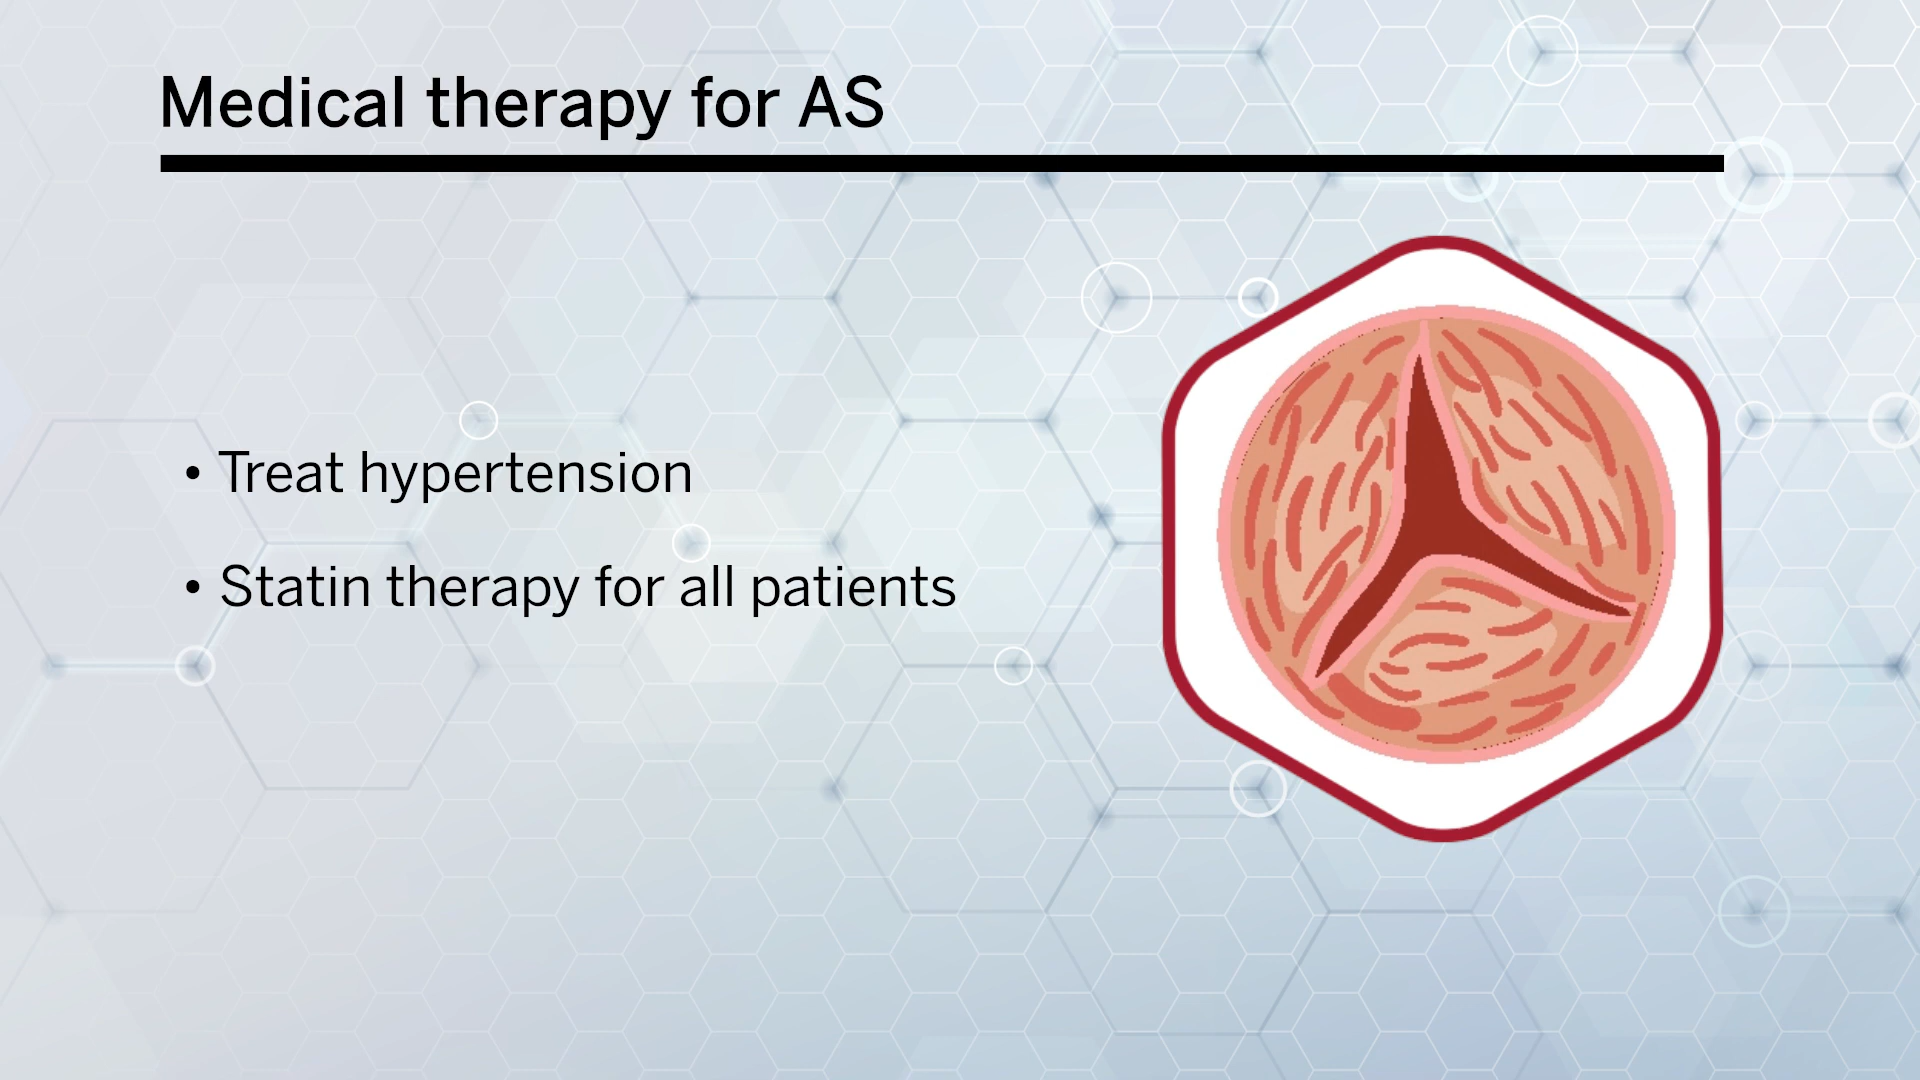 Medical therapy for AS
• Treat hypertension
• Statin therapy for all patients